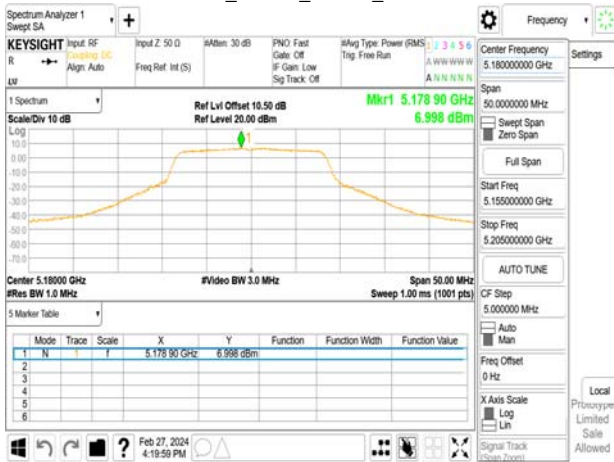 Spectrum Analyzer 1
Swept SA
+
Frequency
KEYSIGHT
Input: RF
Coupling: DC
Align: Auto
Input Z: 50 Ω
Freq Ref: Int (S)
#Atten: 30 dB
PNO: Fast
Gate: Off
IF Gain: Low
Sig Track: Off
#Avg Type: Power (RMS
Trig: Free Run
1 2 3 4 5 6
A W W W W W
A N N N N N
R
LVI
1 Spectrum
Scale/Div 10 dB
Ref Lvl Offset 10.50 dB
Ref Level 20.00 dBm
Mkr1 5.178 90 GHz
6.998 dBm
Log
1
10.0
0.00
-10.0
-20.0
-30.0
-40.0
-50.0
-60.0
-70.0
Center 5.18000 GHz
#Res BW 1.0 MHz
#Video BW 3.0 MHz
Span 50.00 MHz
Sweep 1.00 ms (1001 pts)
5 Marker Table
Mode Trace Scale X Y Function Function Width Function Value
1 N 1 f 5.178 90 GHz 6.998 dBm
2
3
4
5
6
Feb 27, 2024
4:19:59 PM
Center Frequency
5.180000000 GHz
Span
50.0000000 MHz
Swept Span
Zero Span
Full Span
Start Freq
5.155000000 GHz
Stop Freq
5.205000000 GHz
AUTO TUNE
CF Step
5.000000 MHz
Auto
Man
Freq Offset
0 Hz
X Axis Scale
Log
Lin
Signal Track
(Span Zoom)
Settings
Local
Prototype
Limited
Sale
Allowed